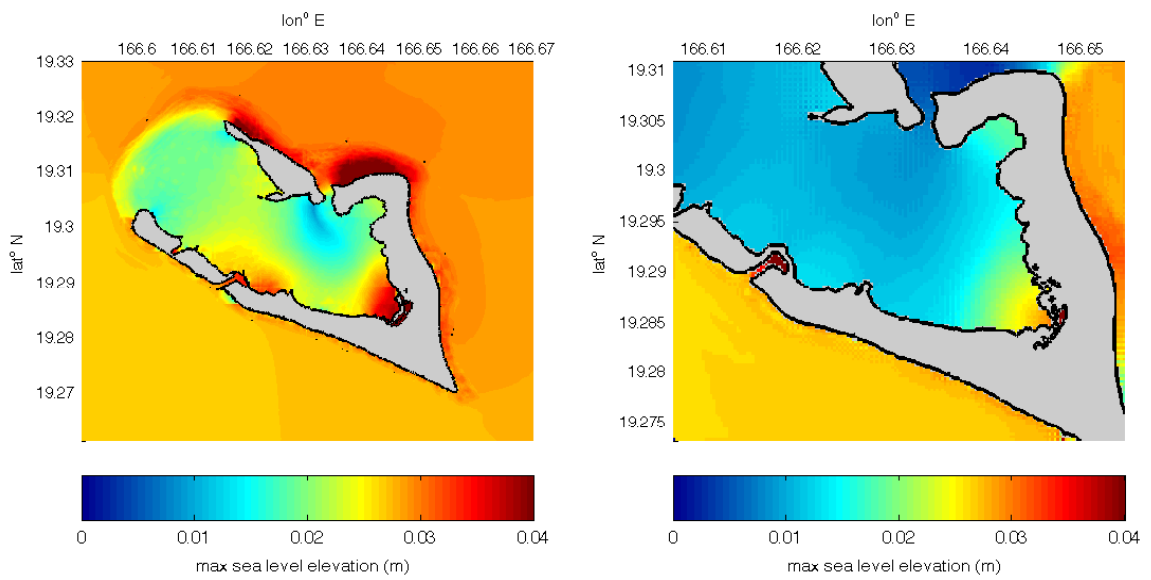 lon° E
166.6 166.61 166.62 166.63 166.64 166.65 166.66 166.67
lat° N
19.33
19.32
19.31
19.3
19.29
19.28
19.27
0 0.01 0.02 0.03 0.04
max sea level elevation (m)
lon° E
166.61 166.62 166.63 166.64 166.65
lat° N
19.31
19.305
19.3
19.295
19.29
19.285
19.28
19.275
0 0.01 0.02 0.03 0.04
max sea level elevation (m)